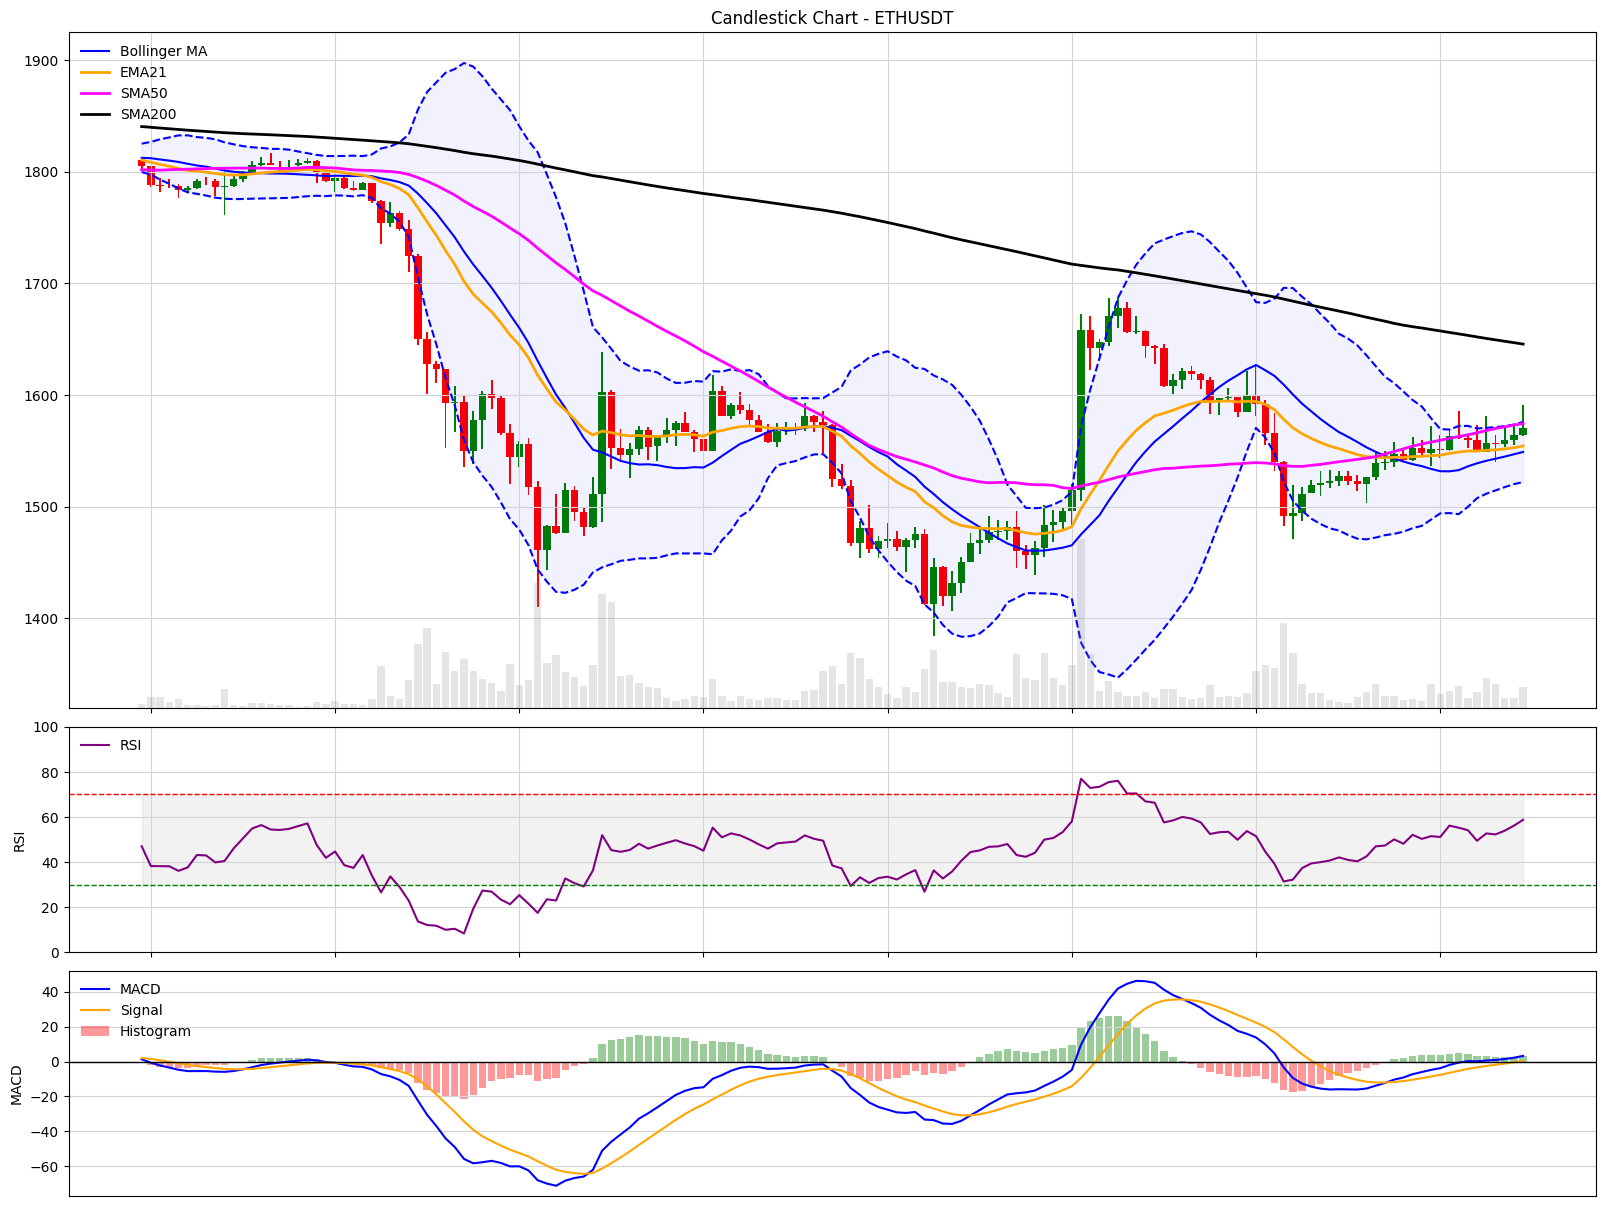 Candlestick Chart - ETHUSDT
1900
1800
1700
1600
1500
1400
Bollinger MA
EMA21
SMA50
SMA200
100
80
60
40
20
0
RSI
RSI
40
20
0
−20
−40
−60
MACD
MACD
Signal
Histogram